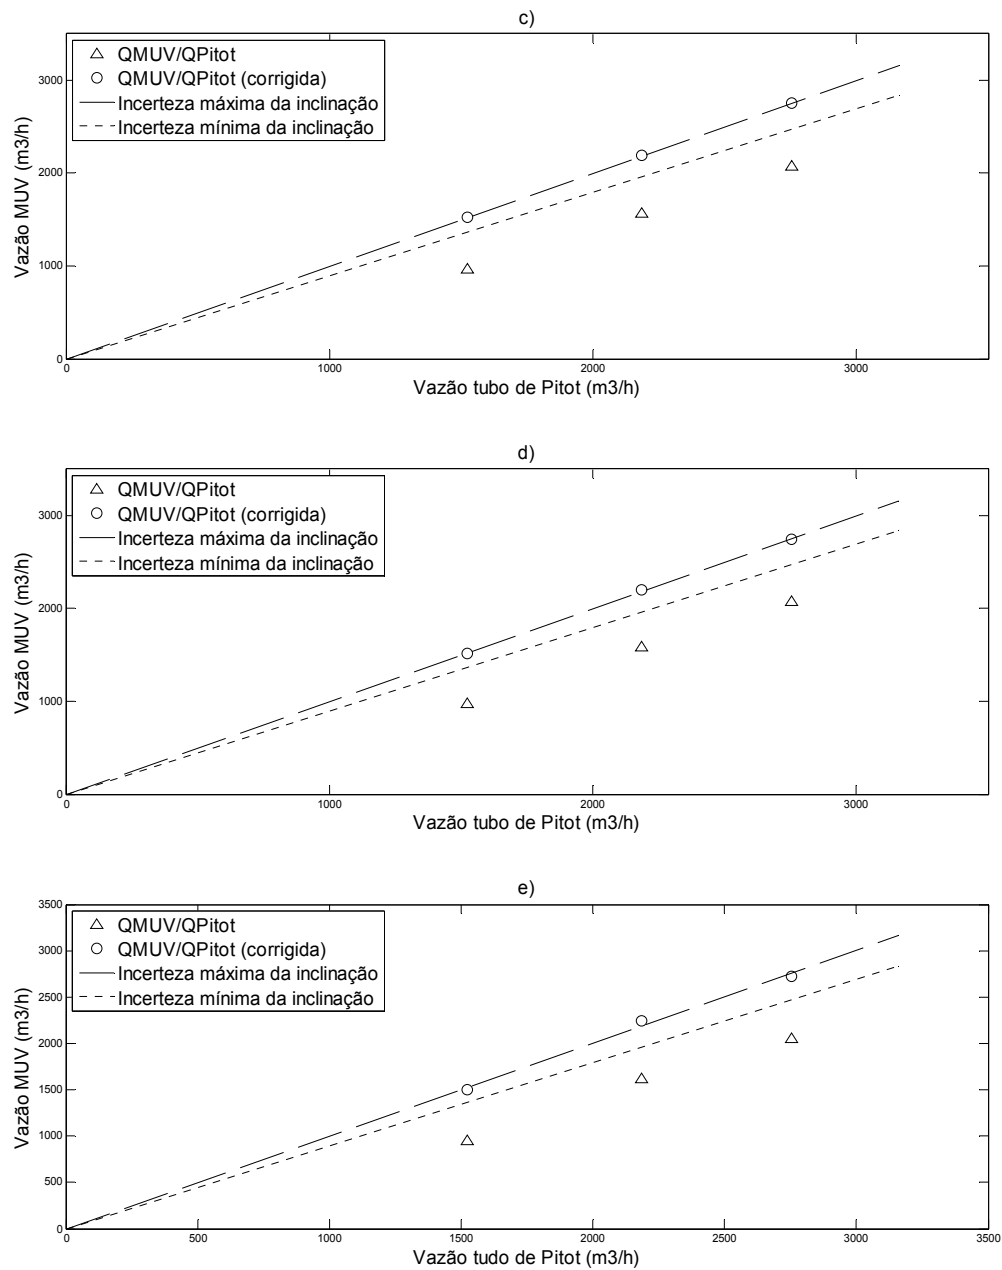 c)
QMUV/QPitot
QMUV/QPitot (corrigida)
Incerteza máxima da inclinação
Incerteza mínima da inclinação
3000
2000
1000
0
Vazão MUV (m3/h)
0 1000 2000 3000
Vazão tubo de Pitot (m3/h)
d)
QMUV/QPitot
QMUV/QPitot (corrigida)
Incerteza máxima da inclinação
Incerteza mínima da inclinação
3000
2000
1000
0
Vazão MUV (m3/h)
0 1000 2000 3000
Vazão tubo de Pitot (m3/h)
e)
QMUV/QPitot
QMUV/QPitot (corrigida)
Incerteza máxima da inclinação
Incerteza mínima da inclinação
3500
3000
2500
2000
1500
1000
500
0
Vazão MUV (m3/h)
0 500 1000 1500 2000 2500 3000 3500
Vazão tudo de Pitot (m3/h)